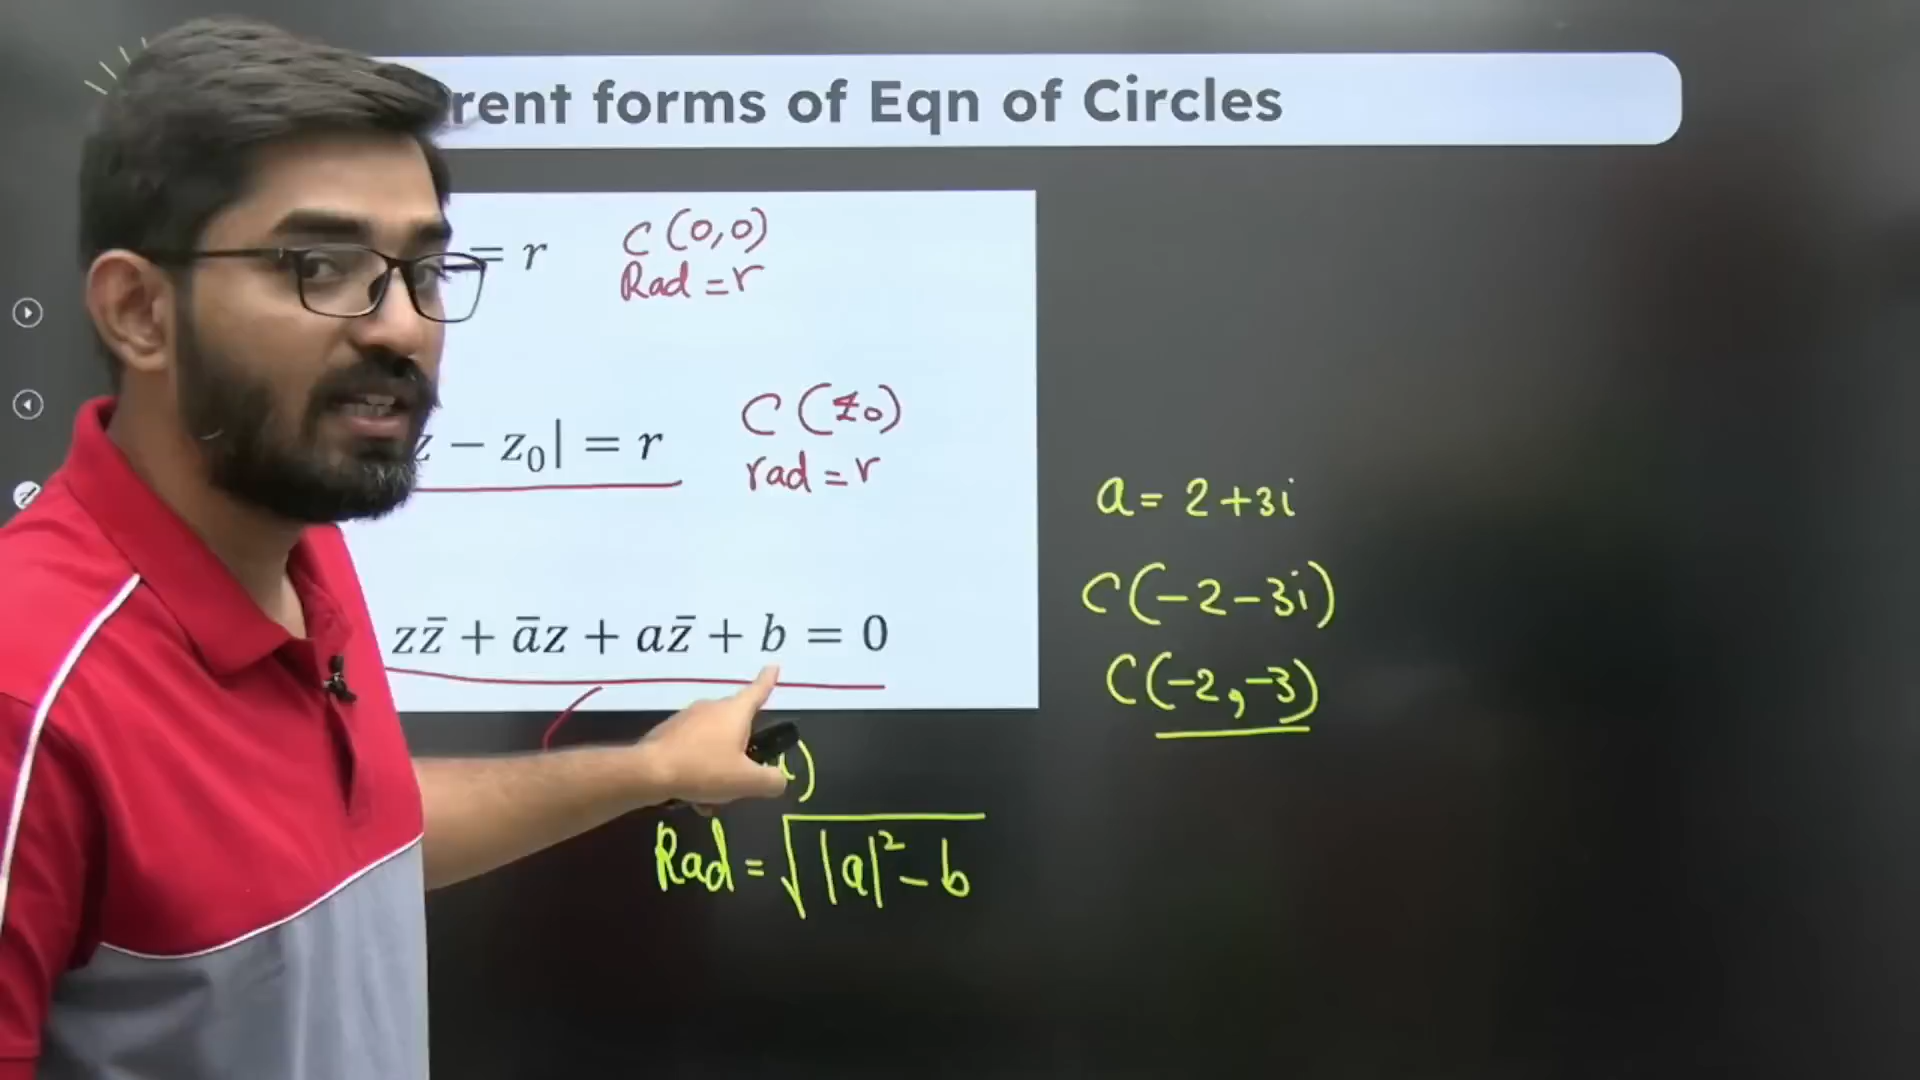 rent forms of Eqn of Circles
= r
C (0,0)
Rad = r
z − z₀| = r
C (z₀)
rad = r
zz̄ + āz + az̄ + b = 0
Rad = √|a|² − b
a = 2 + 3i
C(−2−3i)
C(−2,−3)